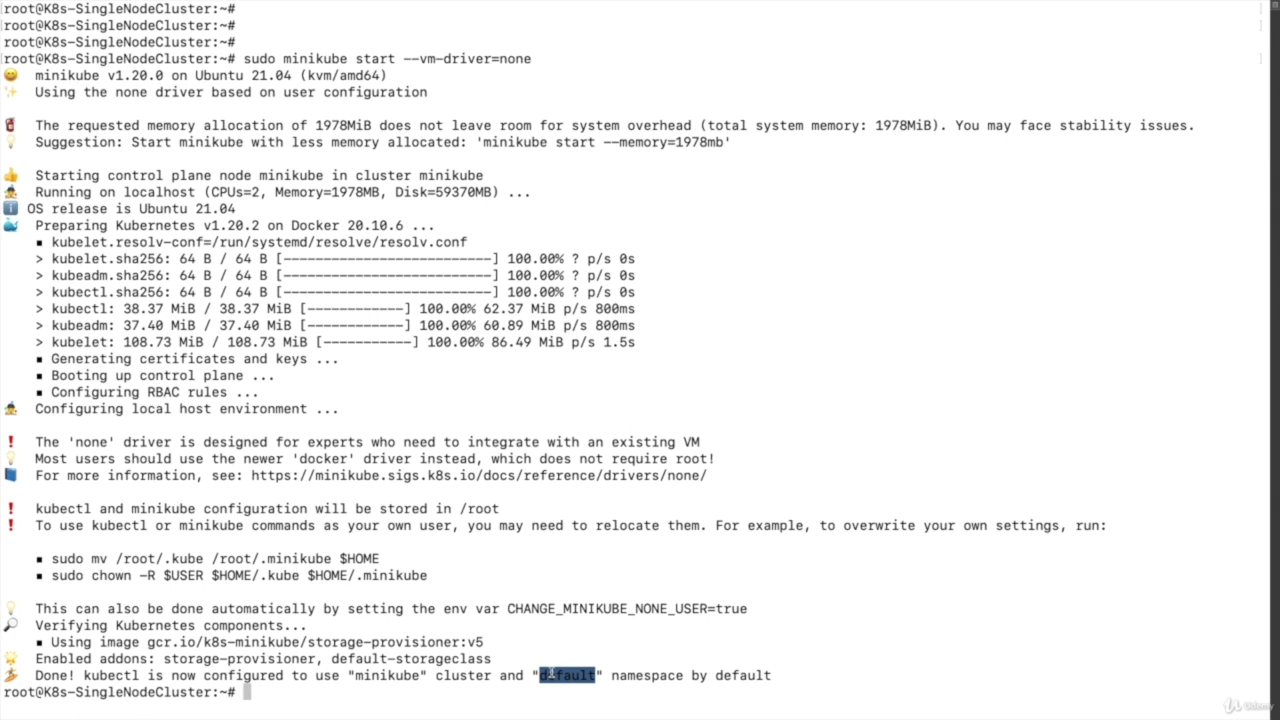 root@K8s-SingleNodeCluster:~#
root@K8s-SingleNodeCluster:~#
root@K8s-SingleNodeCluster:~#
root@K8s-SingleNodeCluster:~# sudo minikube start --vm-driver=none
😄 minikube v1.20.0 on Ubuntu 21.04 (kvm/amd64)
✨ Using the none driver based on user configuration
🧯 The requested memory allocation of 1978MiB does not leave room for system overhead (total system memory: 1978MiB). You may face stability issues.
💡 Suggestion: Start minikube with less memory allocated: 'minikube start --memory=1978mb'
👍 Starting control plane node minikube in cluster minikube
🤹 Running on localhost (CPUs=2, Memory=1978MB, Disk=59370MB) ...
ℹ️ OS release is Ubuntu 21.04
🐳 Preparing Kubernetes v1.20.2 on Docker 20.10.6 ...
▪ kubelet.resolv-conf=/run/systemd/resolve/resolv.conf
> kubelet.sha256: 64 B / 64 B [--------------------------] 100.00% ? p/s 0s
> kubeadm.sha256: 64 B / 64 B [--------------------------] 100.00% ? p/s 0s
> kubectl.sha256: 64 B / 64 B [--------------------------] 100.00% ? p/s 0s
> kubectl: 38.37 MiB / 38.37 MiB [------------] 100.00% 62.37 MiB p/s 800ms
> kubeadm: 37.40 MiB / 37.40 MiB [------------] 100.00% 60.89 MiB p/s 800ms
> kubelet: 108.73 MiB / 108.73 MiB [-----------] 100.00% 86.49 MiB p/s 1.5s
▪ Generating certificates and keys ...
▪ Booting up control plane ...
▪ Configuring RBAC rules ...
🤹 Configuring local host environment ...
❗ The 'none' driver is designed for experts who need to integrate with an existing VM
💡 Most users should use the newer 'docker' driver instead, which does not require root!
📘 For more information, see: https://minikube.sigs.k8s.io/docs/reference/drivers/none/
❗ kubectl and minikube configuration will be stored in /root
❗ To use kubectl or minikube commands as your own user, you may need to relocate them. For example, to overwrite your own settings, run:
▪ sudo mv /root/.kube /root/.minikube $HOME
▪ sudo chown -R $USER $HOME/.kube $HOME/.minikube
💡 This can also be done automatically by setting the env var CHANGE_MINIKUBE_NONE_USER=true
🔎 Verifying Kubernetes components...
▪ Using image gcr.io/k8s-minikube/storage-provisioner:v5
🌟 Enabled addons: storage-provisioner, default-storageclass
🏄 Done! kubectl is now configured to use "minikube" cluster and "default" namespace by default
root@K8s-SingleNodeCluster:~#
Udemy